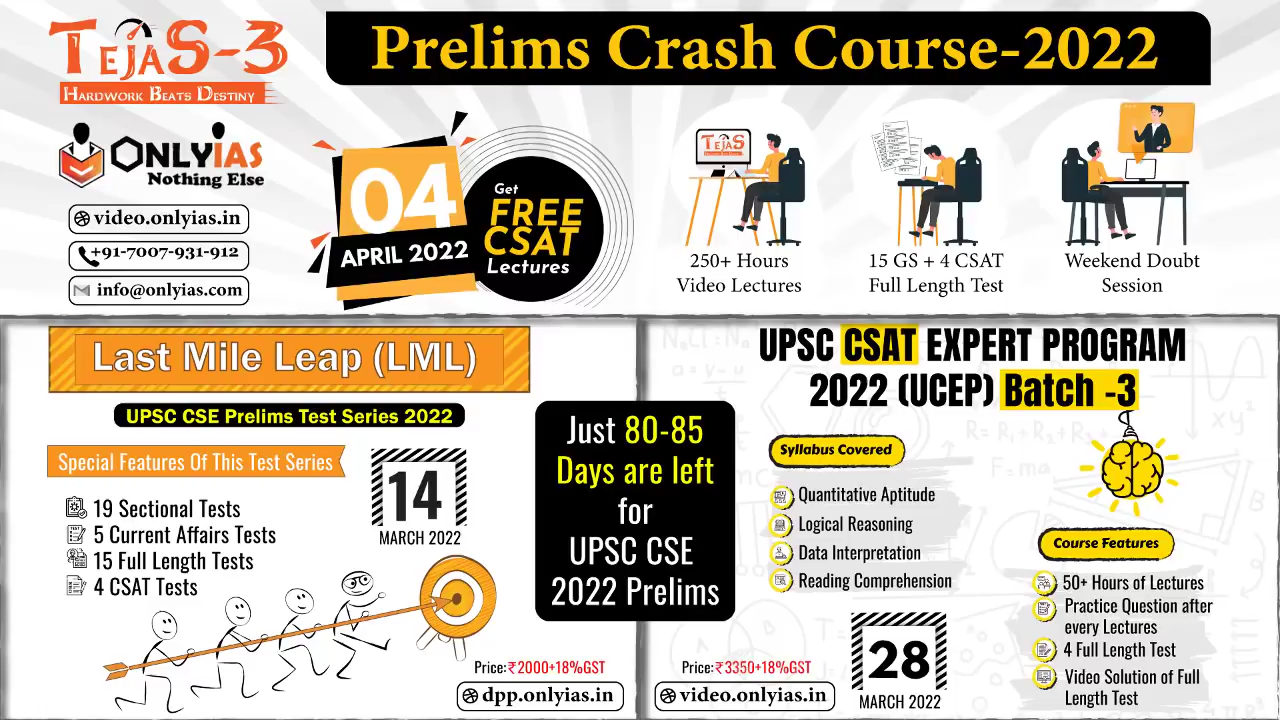 TEJAS-3
HARDWORK BEATS DESTINY
Prelims Crash Course-2022
ONLYIAS
Nothing Else
video.onlyias.in
+91-7007-931-912
info@onlyias.com
04
APRIL 2022
Get
FREE
CSAT
Lectures
TEJAS
250+ Hours
Video Lectures
15 GS + 4 CSAT
Full Length Test
Weekend Doubt
Session
Last Mile Leap (LML)
UPSC CSE Prelims Test Series 2022
Special Features Of This Test Series
19 Sectional Tests
5 Current Affairs Tests
15 Full Length Tests
4 CSAT Tests
14
MARCH 2022
Price:₹2000+18%GST
dpp.onlyias.in
Just 80-85
Days are left
for
UPSC CSE
2022 Prelims
UPSC CSAT EXPERT PROGRAM
2022 (UCEP) Batch -3
Syllabus Covered
Quantitative Aptitude
Logical Reasoning
Data Interpretation
Reading Comprehension
Course Features
50+ Hours of Lectures
Practice Question after
every Lectures
4 Full Length Test
Video Solution of Full
Length Test
28
MARCH 2022
Price:₹3350+18%GST
video.onlyias.in